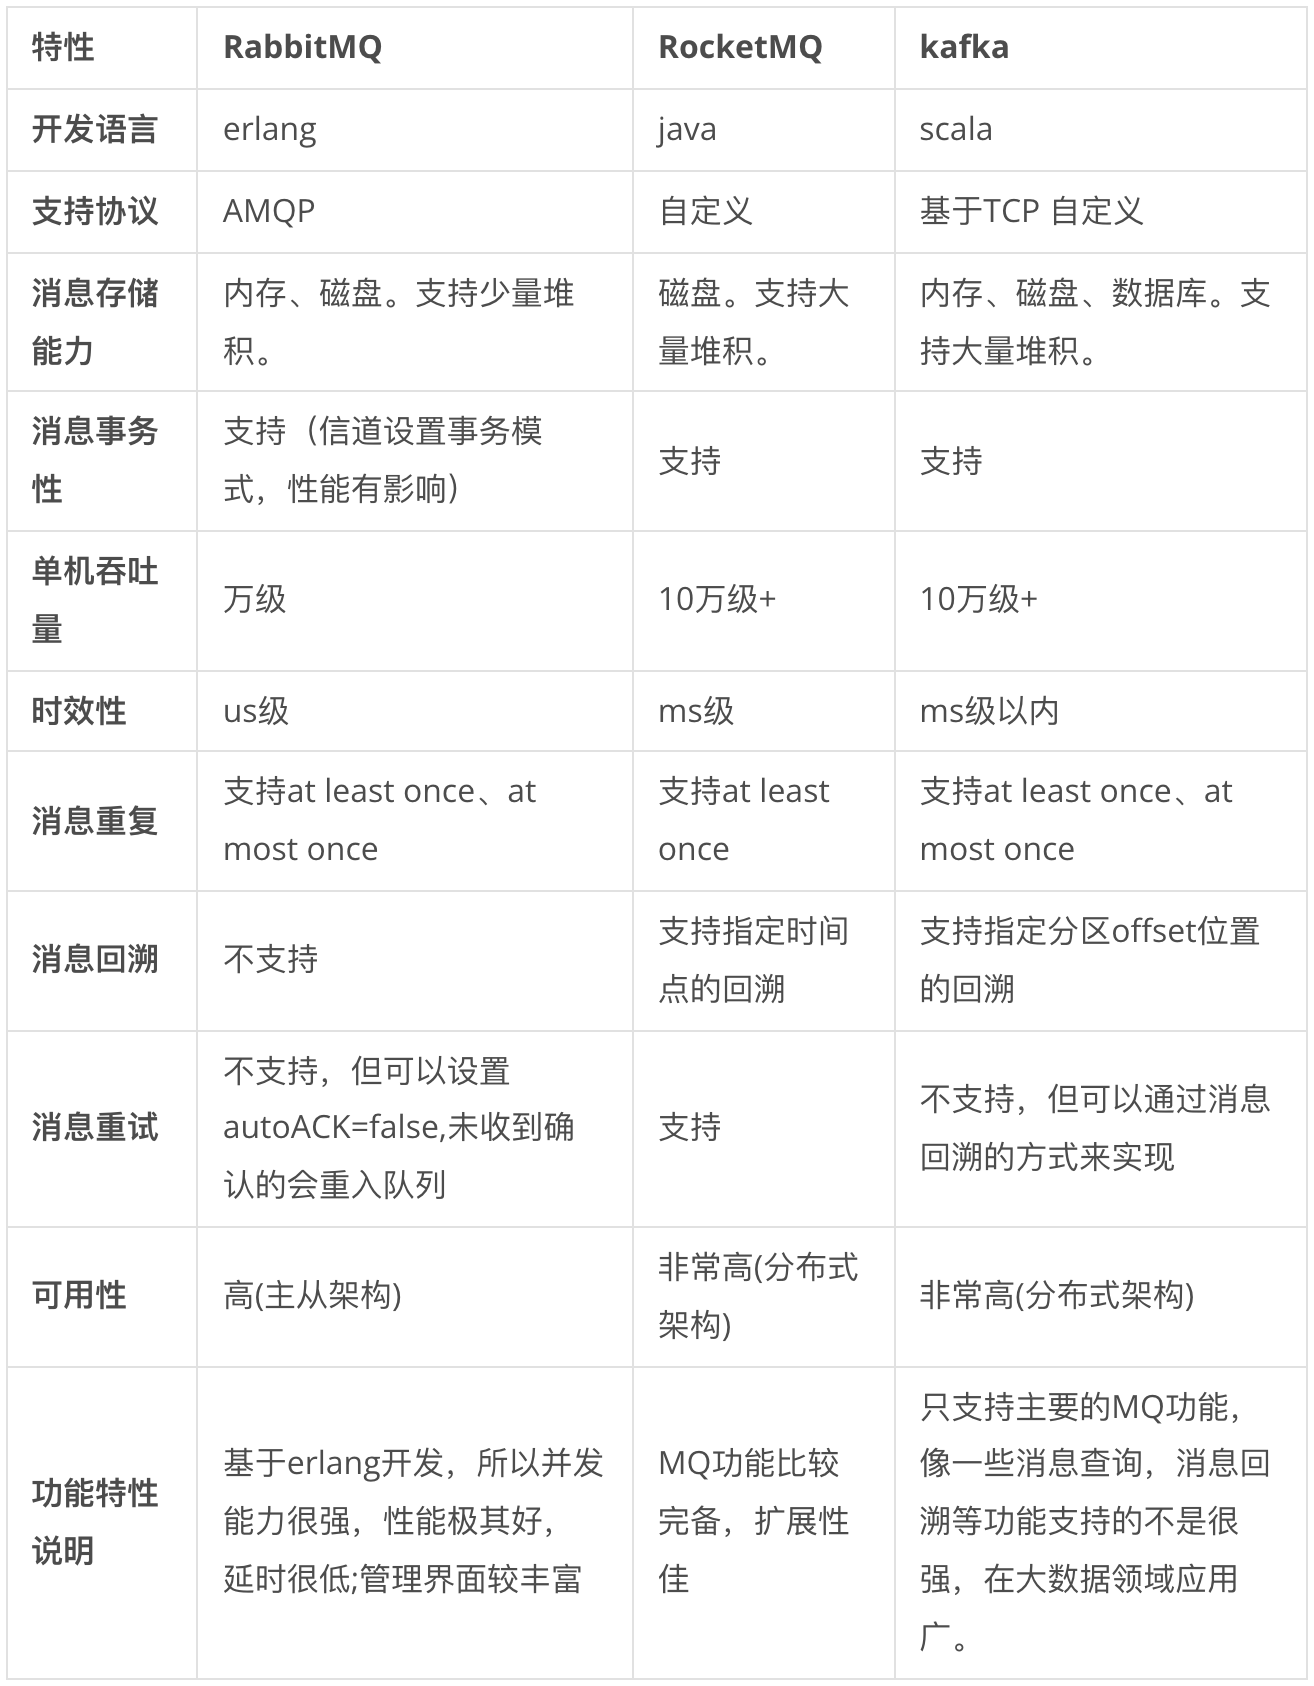 特性
RabbitMQ
RocketMQ
kafka
开发语言
erlang
java
scala
支持协议
AMQP
自定义
基于TCP 自定义
消息存储
能力
内存、磁盘。支持少量堆
积。
磁盘。支持大
量堆积。
内存、磁盘、数据库。支
持大量堆积。
消息事务
性
支持（信道设置事务模
式，性能有影响）
支持
支持
单机吞吐
量
万级
10万级+
10万级+
时效性
us级
ms级
ms级以内
消息重复
支持at least once、at
most once
支持at least
once
支持at least once、at
most once
消息回溯
不支持
支持指定时间
点的回溯
支持指定分区offset位置
的回溯
消息重试
不支持，但可以设置
autoACK=false,未收到确
认的会重入队列
支持
不支持，但可以通过消息
回溯的方式来实现
可用性
高(主从架构)
非常高(分布式
架构)
非常高(分布式架构)
功能特性
说明
基于erlang开发，所以并发
能力很强，性能极其好，
延时很低;管理界面较丰富
MQ功能比较
完备，扩展性
佳
只支持主要的MQ功能，
像一些消息查询，消息回
溯等功能支持的不是很
强，在大数据领域应用
广。